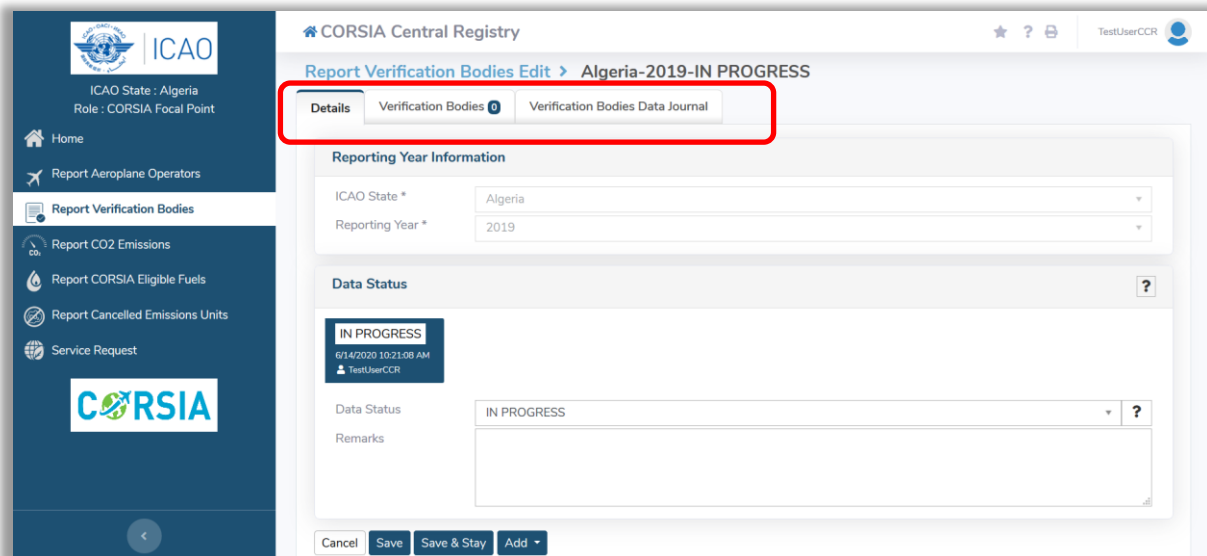 ICAO
ICAO State : Algeria
Role : CORSIA Focal Point
Home
Report Aeroplane Operators
Report Verification Bodies
Report CO2 Emissions
Report CORSIA Eligible Fuels
Report Cancelled Emissions Units
Service Request
CORSIA
CORSIA Central Registry
? TestUserCCR
Report Verification Bodies Edit > Algeria-2019-IN PROGRESS
Details Verification Bodies 0 Verification Bodies Data Journal
Reporting Year Information
ICAO State * Algeria
Reporting Year * 2019
Data Status ?
IN PROGRESS
6/14/2020 10:21:08 AM
TestUserCCR
Data Status IN PROGRESS ?
Remarks
Cancel Save Save & Stay Add